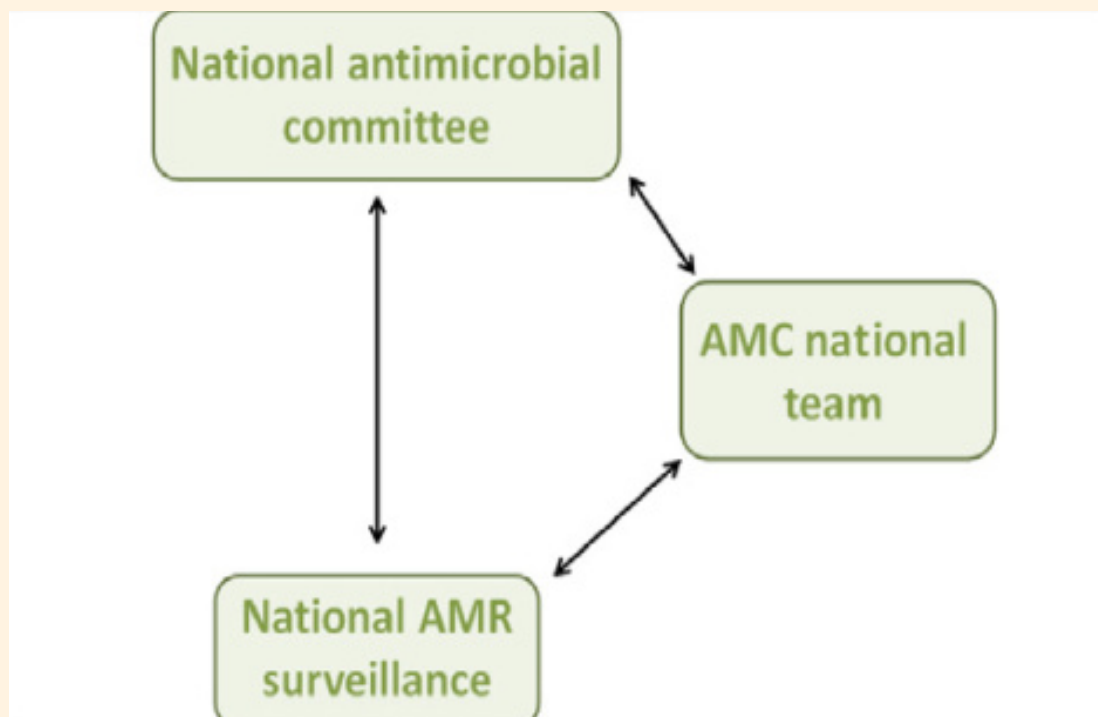 National antimicrobial
committee
AMC national
team
National AMR
surveillance